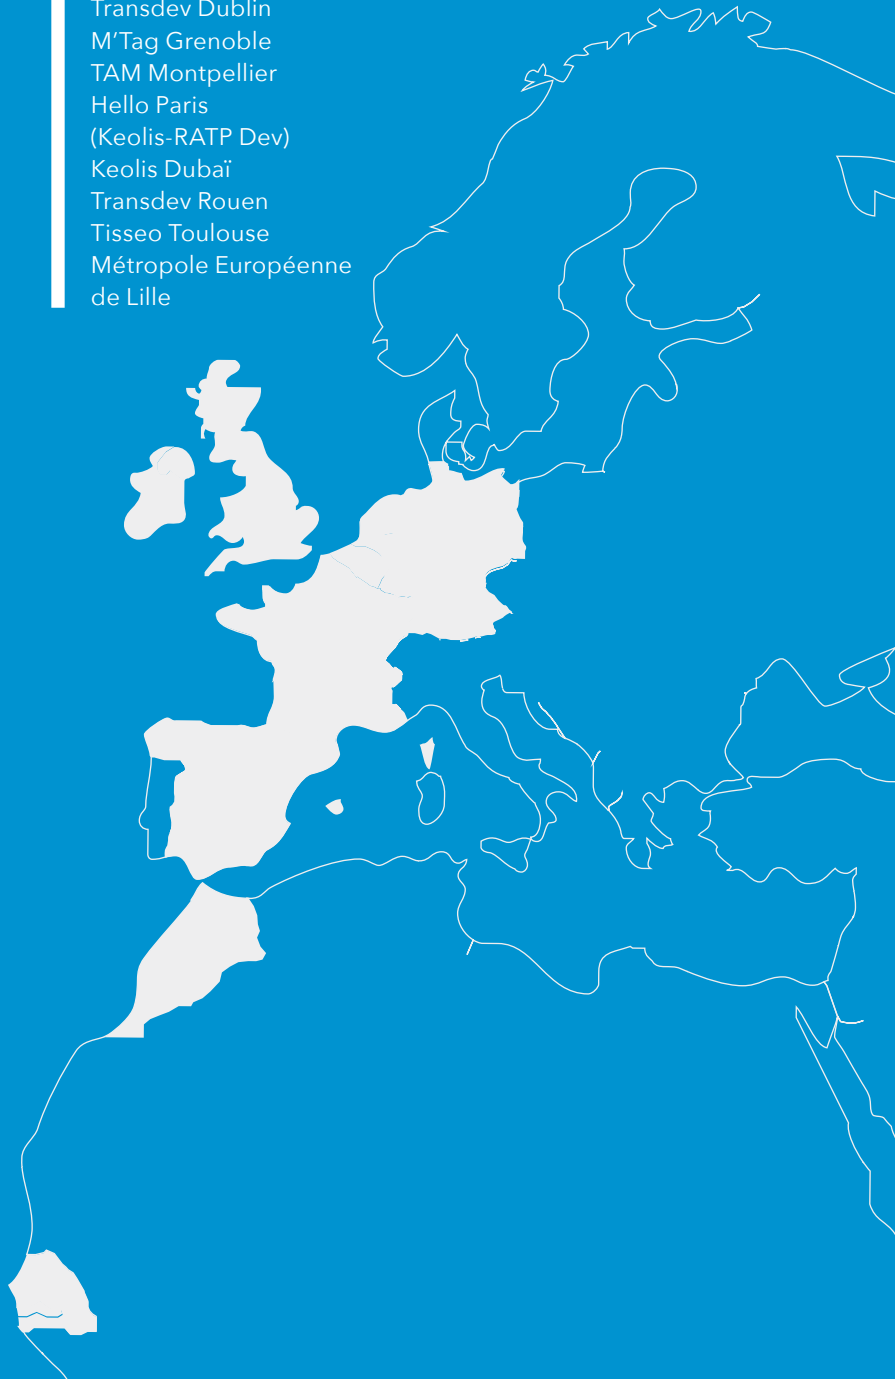 Transdev Dublin
M’Tag Grenoble
TAM Montpellier
Hello Paris
(Keolis-RATP Dev)
Keolis Dubaï
Transdev Rouen
Tisseo Toulouse
Métropole Européenne
de Lille